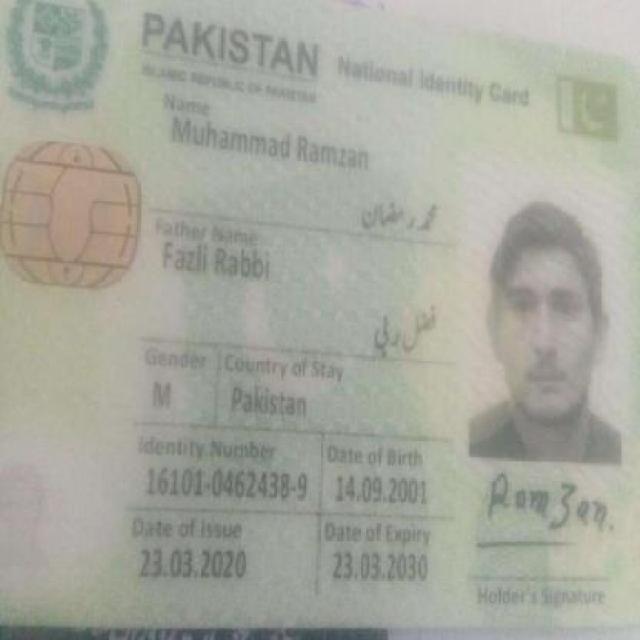 PAKISTAN National Identity Card
ISLAMIC REPUBLIC OF PAKISTAN
Name
Muhammad Ramzan
محمد رمضان
Father Name
Fazli Rabbi
فضل ربی
Gender Country of Stay
M Pakistan
Identity Number Date of Birth
16101-0462438-9 14.09.2001
Date of Issue Date of Expiry
23.03.2020 23.03.2030
Ramzan.
Holder's Signature